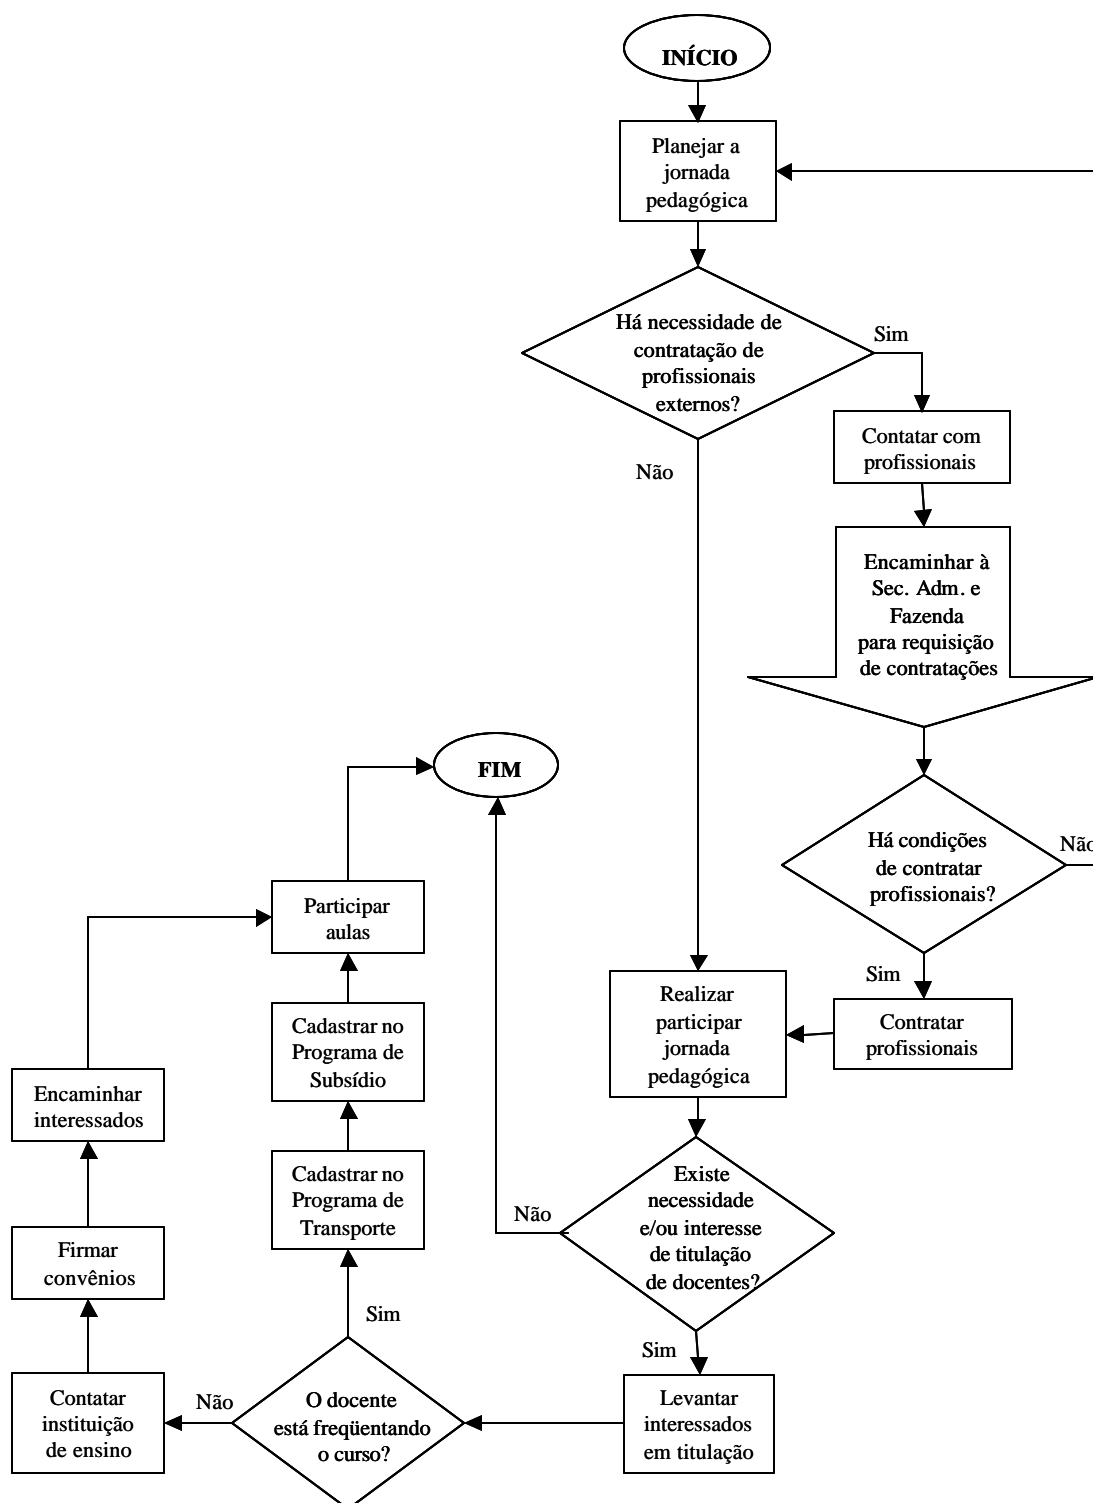 INÍCIO
Planejar a
jornada
pedagógica
Há necessidade de
contratação de
profissionais
externos?
Sim
Não
Contatar com
profissionais
Encaminhar à
Sec. Adm. e
Fazenda
para requisição
de contratações
FIM
Há condições
de contratar
profissionais?
Não
Sim
Participar
aulas
Realizar
participar
jornada
pedagógica
Contratar
profissionais
Cadastrar no
Programa de
Subsídio
Encaminhar
interessados
Cadastrar no
Programa de
Transporte
Existe
necessidade
e/ou interesse
de titulação
de docentes?
Não
Firmar
convênios
Sim
Sim
Contatar
instituição
de ensino
Não
O docente
está freqüentando
o curso?
Levantar
interessados
em titulação